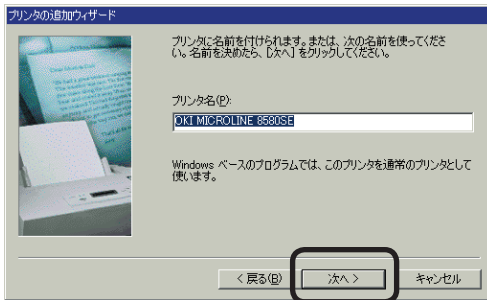 プリンタの追加ウィザード
プリンタに名前を付けられます。または、次の名前を使ってくださ
い。名前を決めたら、[次へ] をクリックしてください。
プリンタ名(P):
OKI MICROLINE 8580SE
Windows ベースのプログラムでは、このプリンタを通常のプリンタとして
使います。
< 戻る(B)
次へ >
キャンセル